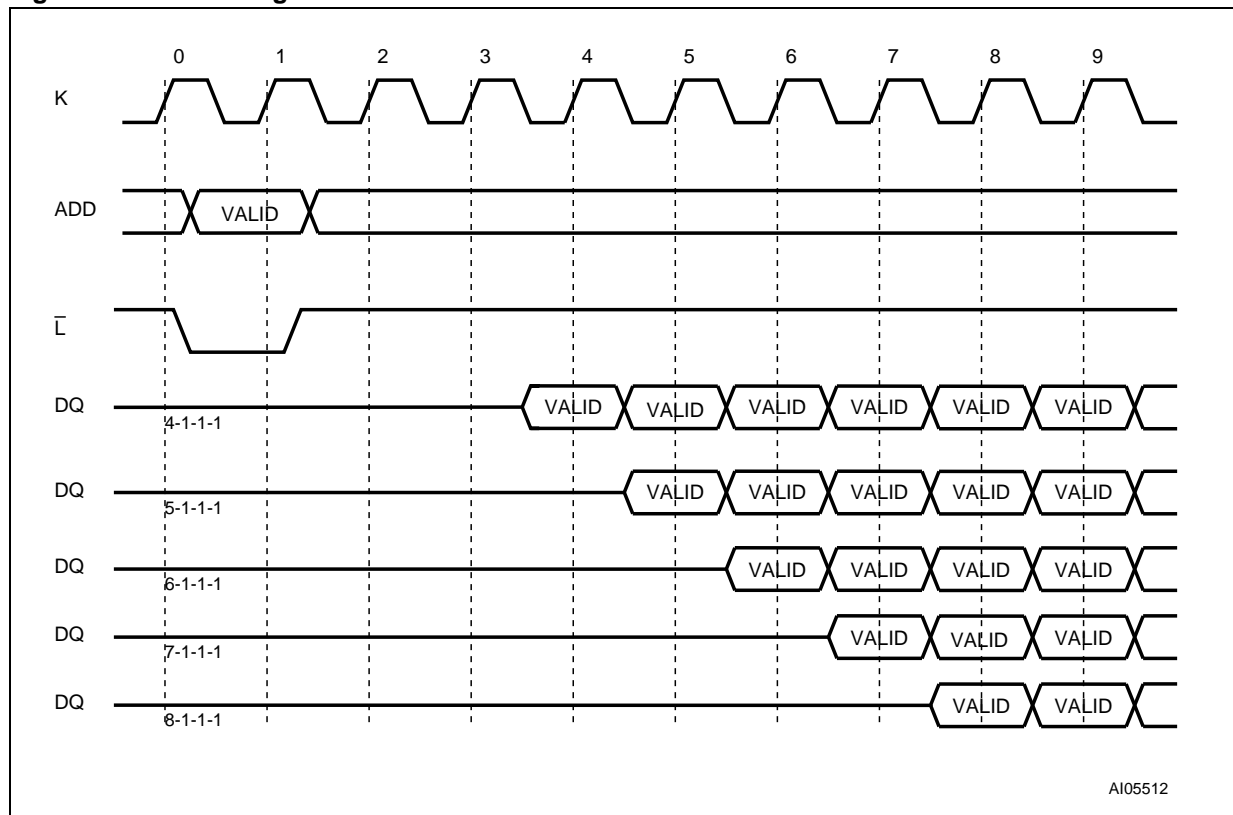 0 1 2 3 4 5 6 7 8 9
K
ADD VALID
L
DQ VALID VALID VALID VALID VALID VALID
4-1-1-1
DQ VALID VALID VALID VALID VALID
5-1-1-1
DQ VALID VALID VALID VALID
6-1-1-1
DQ VALID VALID VALID
7-1-1-1
DQ VALID VALID
8-1-1-1
AI05512